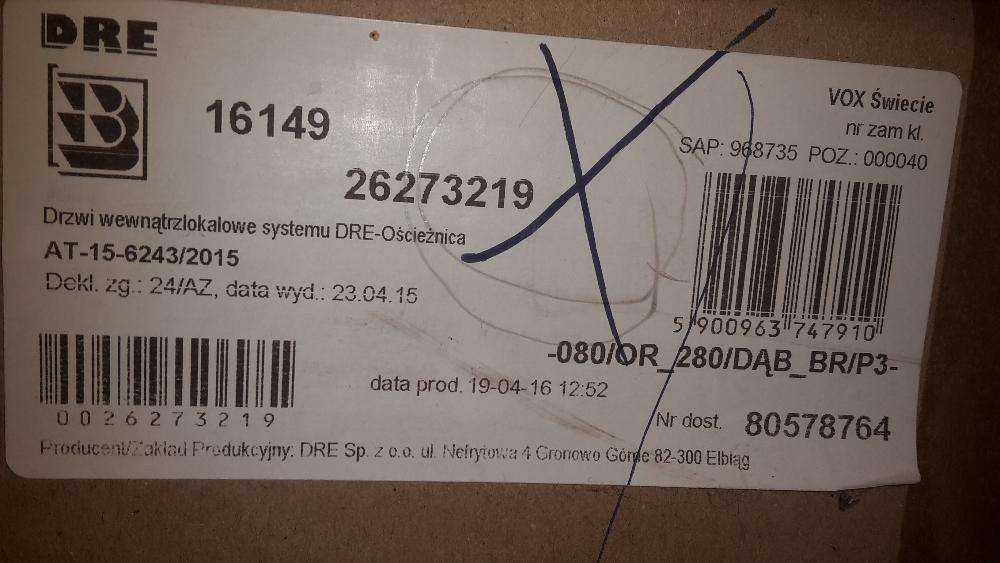 DRE
B
16149
26273219
VOX Świecie
nr zam kl.
SAP: 968735 POZ.: 000040
Drzwi wewnątrzlokalowe systemu DRE-Ościeżnica
AT-15-6243/2015
Dekl. zg.: 24/AZ, data wyd.: 23.04.15
5 900963 747910
-080/OR_280/DĄB_BR/P3-
data prod. 19-04-16 12:52
0026273219
Nr dost. 80578764
Producent/Zakład Produkcyjny: DRE Sp. z o.o. ul. Nefrytowa 4 Gronowo Górne 82-300 Elbląg